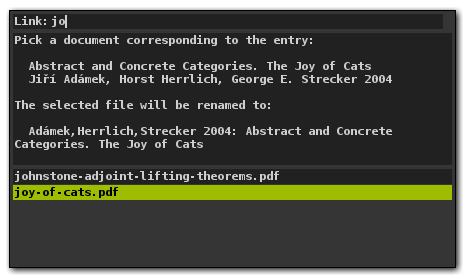 Link: jo
Pick a document corresponding to the entry:
Abstract and Concrete Categories. The Joy of Cats
Jiří Adámek, Horst Herrlich, George E. Strecker 2004
The selected file will be renamed to:
Adámek,Herrlich,Strecker 2004: Abstract and Concrete
Categories. The Joy of Cats
johnstone-adjoint-lifting-theorems.pdf
joy-of-cats.pdf